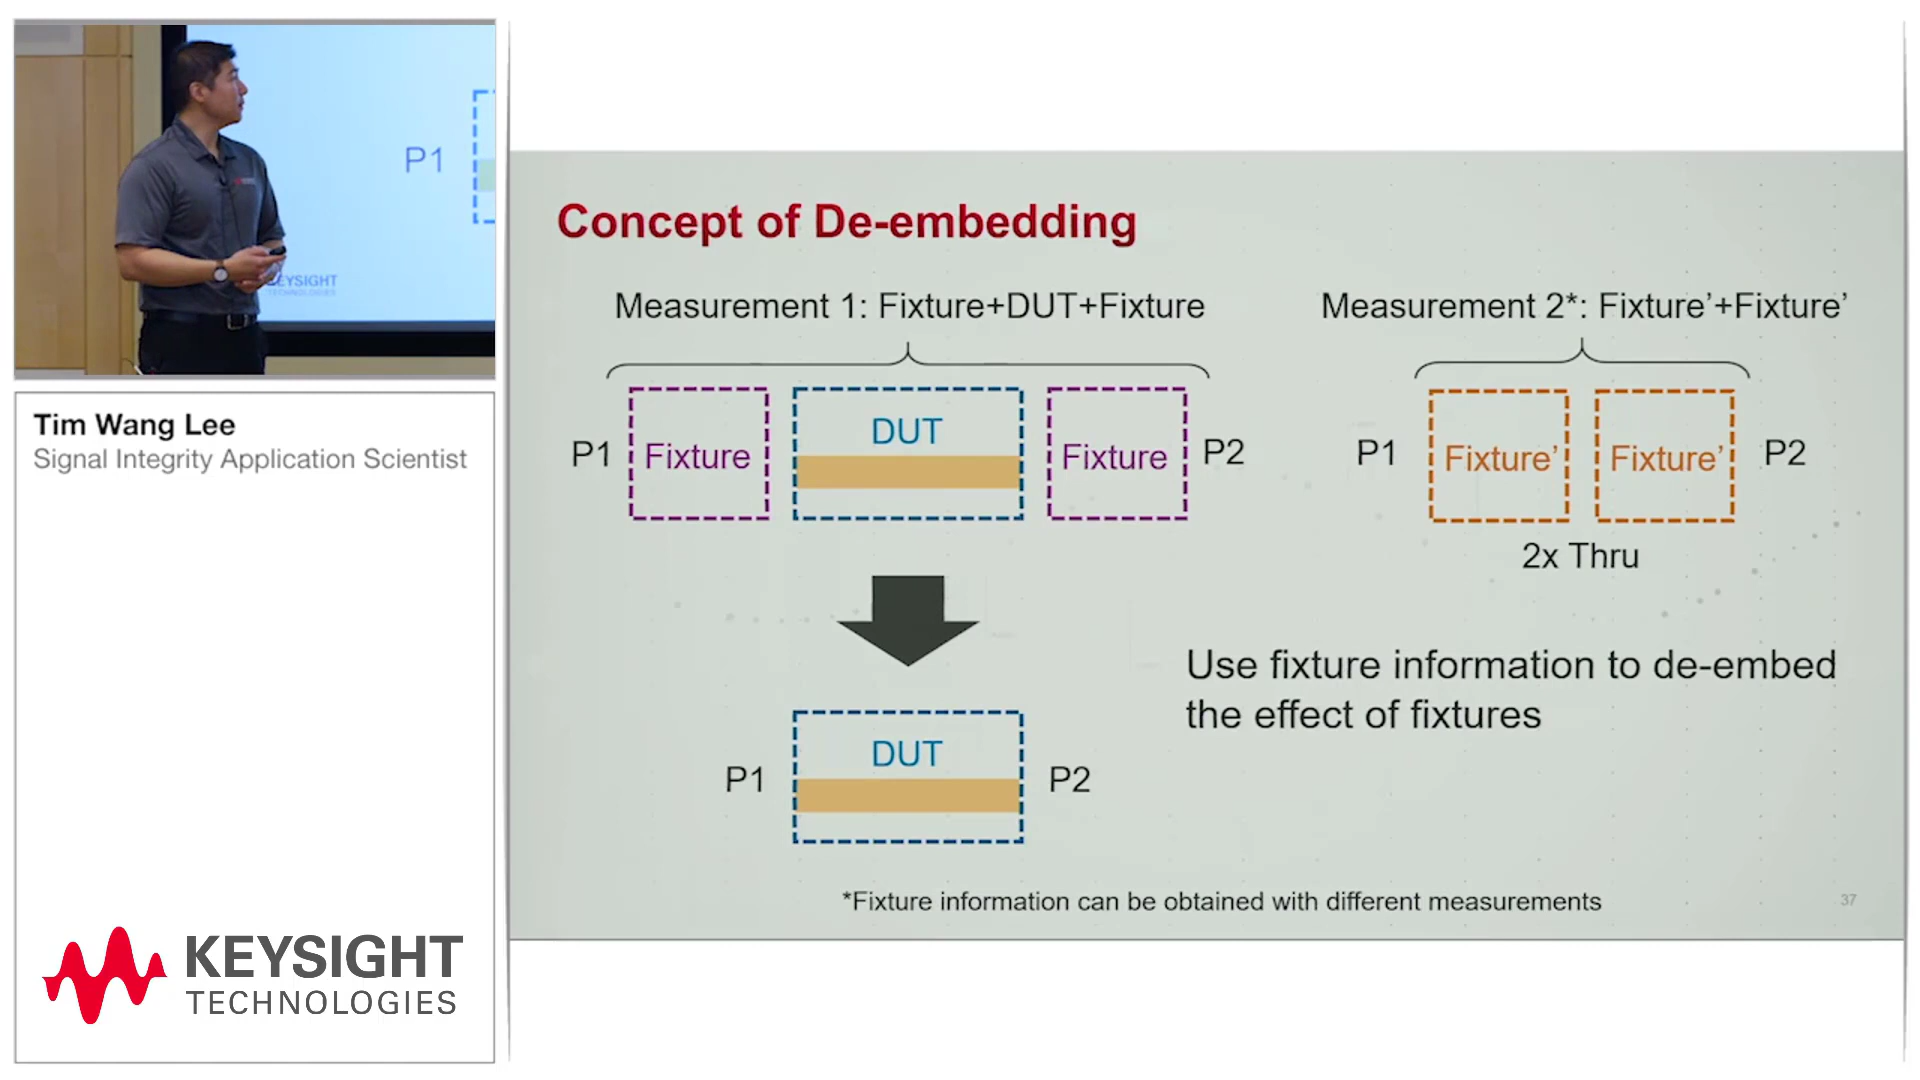 P1
KEYSIGHT
TECHNOLOGIES
Tim Wang Lee
Signal Integrity Application Scientist
KEYSIGHT
TECHNOLOGIES
Concept of De-embedding
Measurement 1: Fixture+DUT+Fixture
Measurement 2*: Fixture’+Fixture’
P1 Fixture DUT Fixture P2
P1 Fixture’ Fixture’ P2
2x Thru
Use fixture information to de-embed
the effect of fixtures
P1 DUT P2
*Fixture information can be obtained with different measurements
37